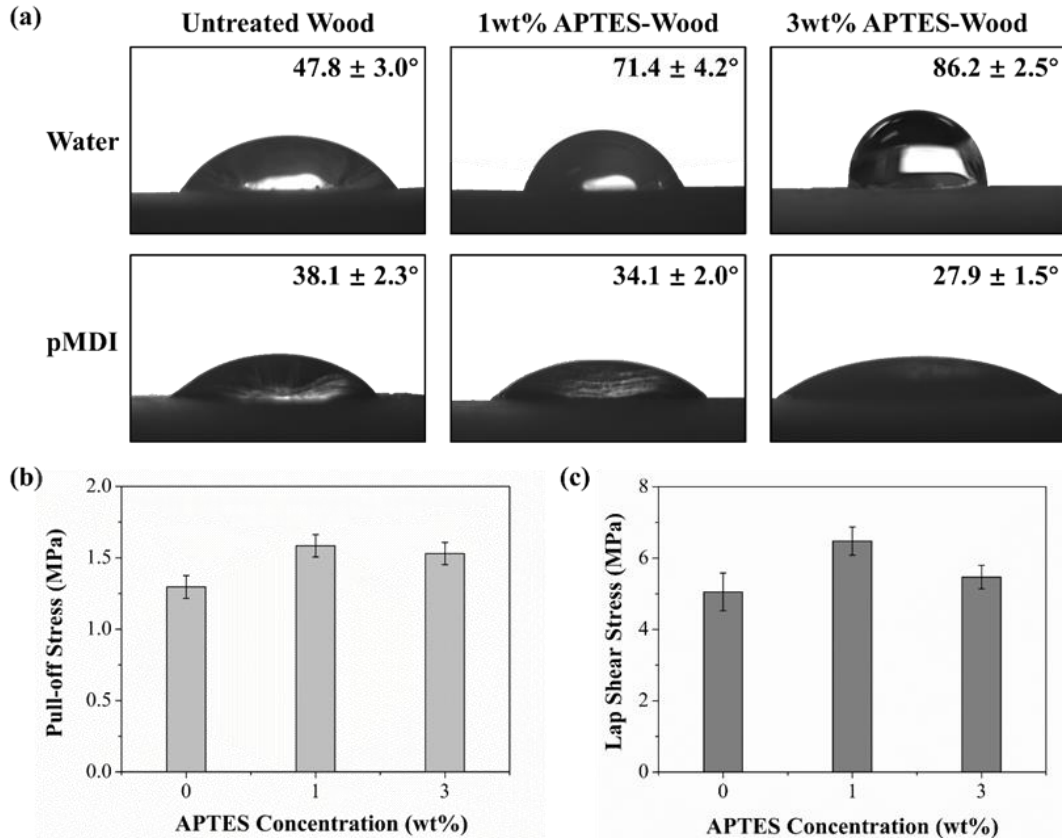 (a)
Untreated Wood 1wt% APTES-Wood 3wt% APTES-Wood
Water
47.8 ± 3.0° 71.4 ± 4.2° 86.2 ± 2.5°
pMDI
38.1 ± 2.3° 34.1 ± 2.0° 27.9 ± 1.5°
(b)
Pull-off Stress (MPa)
2.0
1.5
1.0
0.5
0.0
0 1 3
APTES Concentration (wt%)
(c)
Lap Shear Stress (MPa)
8
6
4
2
0
0 1 3
APTES Concentration (wt%)